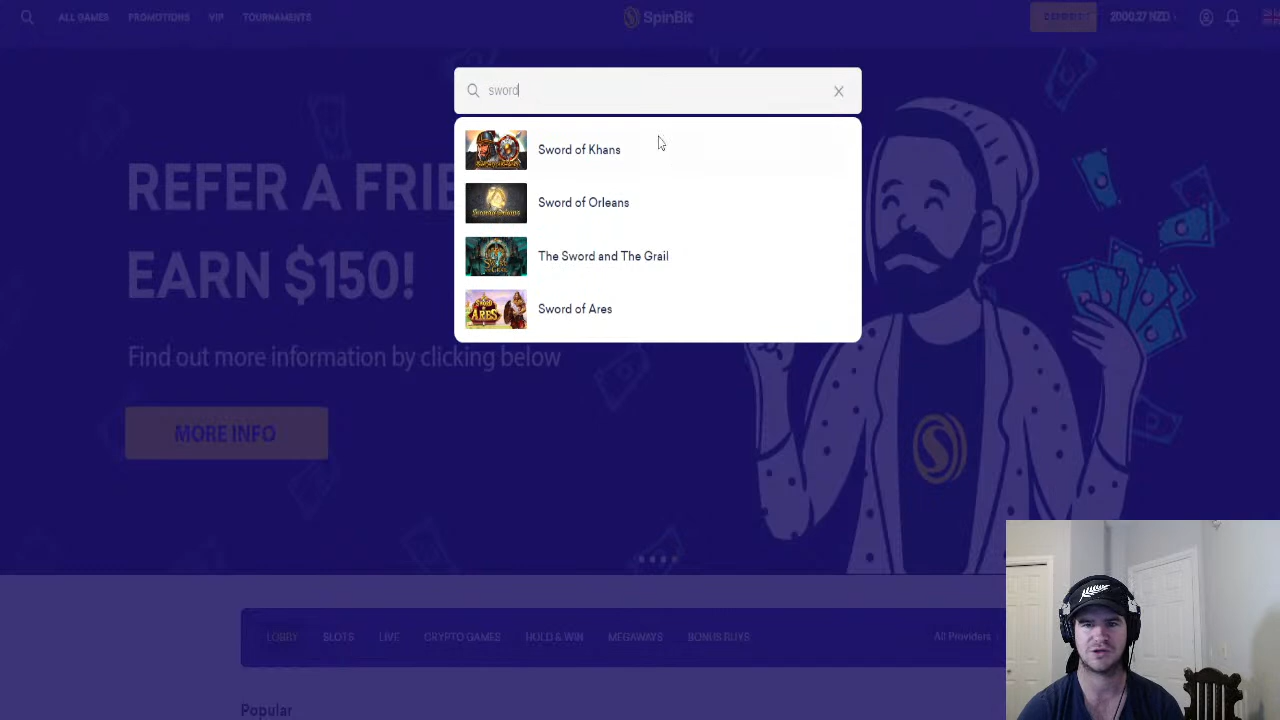 ALL GAMES PROMOTIONS VIP TOURNAMENTS SpinBit DEPOSIT 2000.27 NZD
sword
Sword of Khans
Sword of Orleans
The Sword and The Grail
Sword of Ares
REFER A FRIE
EARN $150!
Find out more information by clicking below
MORE INFO
LOBBY SLOTS LIVE CRYPTO GAMES HOLD & WIN MEGAWAYS BONUS BUYS All Providers
Popular